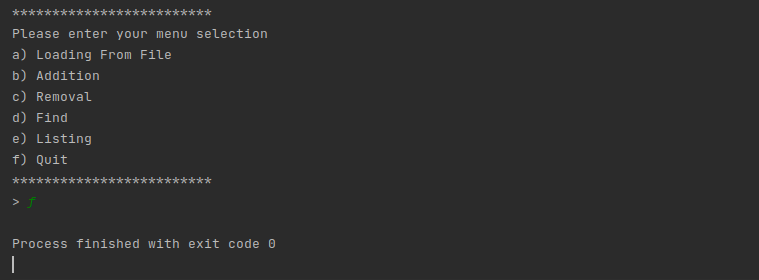 *************************
Please enter your menu selection
a) Loading From File
b) Addition
c) Removal
d) Find
e) Listing
f) Quit
*************************
> f
Process finished with exit code 0